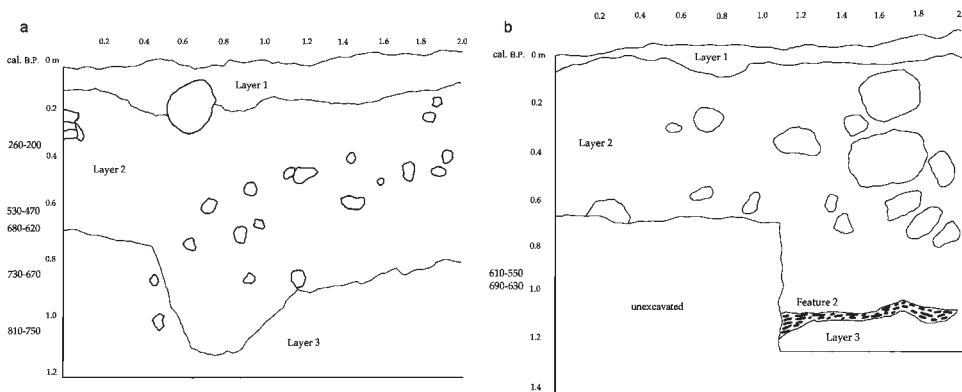 a
0.2 0.4 0.6 0.8 1.0 1.2 1.4 1.6 1.8 2.0
cal. B.P. 0 m
Layer 1
0.2
260-200
0.4
Layer 2
530-470
0.6
680-620
730-670
0.8
810-750
1.0
Layer 3
1.2
b
0.2 0.4 0.6 0.8 1.0 1.2 1.4 1.6 1.8 2.0
cal. B.P. 0 m
Layer 1
0.2
Layer 2
0.4
0.6
0.8
610-550
690-630
1.0
unexcavated
Feature 2
Layer 3
1.2
1.4